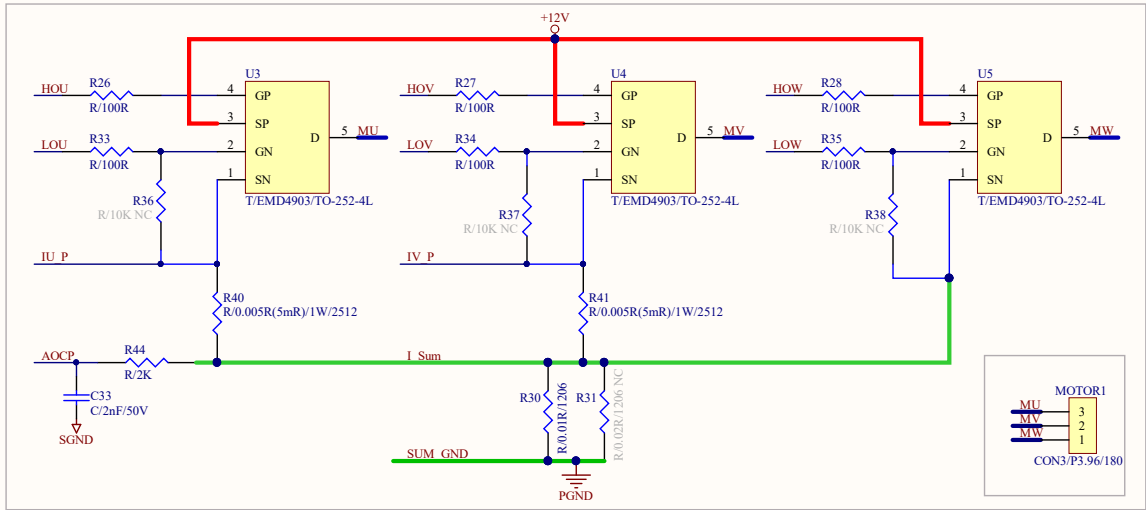 +12V
U3
HOU
R26
R/100R
4
GP
3
SP
D
5
MU
LOU
R33
R/100R
2
GN
1
SN
T/EMD4903/TO-252-4L
R36
R/10K NC
IU_P
R40
R/0.005R(5mR)/1W/2512
U4
HOV
R27
R/100R
4
GP
3
SP
D
5
MV
LOV
R34
R/100R
2
GN
1
SN
T/EMD4903/TO-252-4L
R37
R/10K NC
IV_P
R41
R/0.005R(5mR)/1W/2512
U5
HOW
R28
R/100R
4
GP
3
SP
D
5
MW
LOW
R35
R/100R
2
GN
1
SN
T/EMD4903/TO-252-4L
R38
R/10K NC
AOCP
R44
R/2K
I_Sum
C33
C/2nF/50V
SGND
R30
R/0.01R/1206
R31
R/0.02R/1206 NC
SUM_GND
PGND
MOTOR1
MU
3
MV
2
MW
1
CON3/P3.96/180